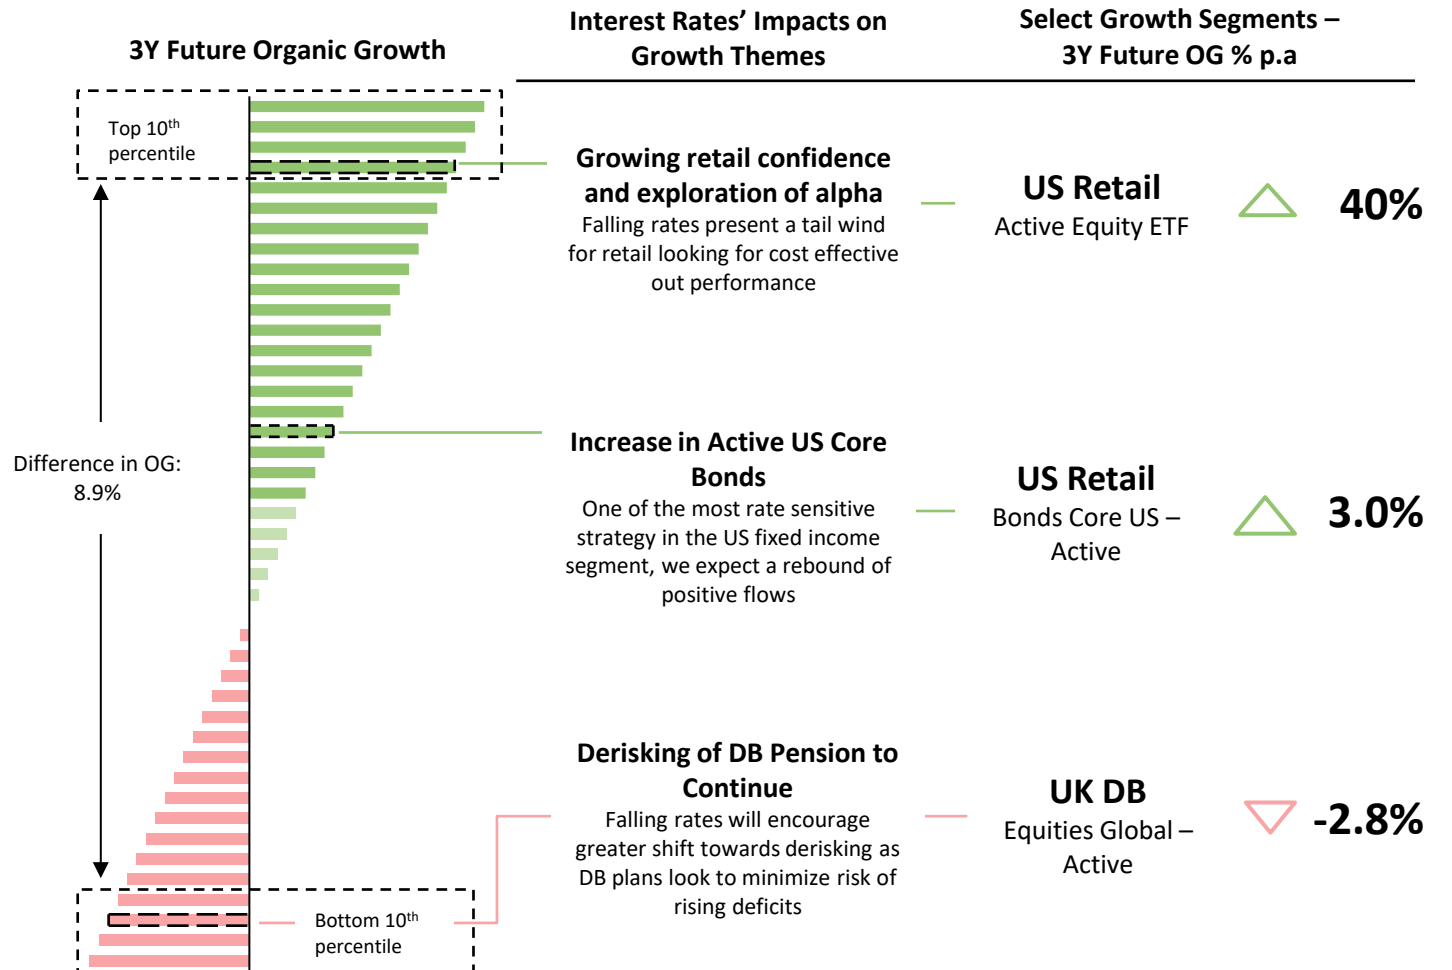 3Y Future Organic Growth
Interest Rates’ Impacts on
Growth Themes
Select Growth Segments –
3Y Future OG % p.a
Top 10th
percentile
Difference in OG:
8.9%
Bottom 10th
percentile
Growing retail confidence
and exploration of alpha
Falling rates present a tail wind
for retail looking for cost effective
out performance
US Retail
Active Equity ETF
40%
Increase in Active US Core
Bonds
One of the most rate sensitive
strategy in the US fixed income
segment, we expect a rebound of
positive flows
US Retail
Bonds Core US –
Active
3.0%
Derisking of DB Pension to
Continue
Falling rates will encourage
greater shift towards derisking as
DB plans look to minimize risk of
rising deficits
UK DB
Equities Global –
Active
-2.8%